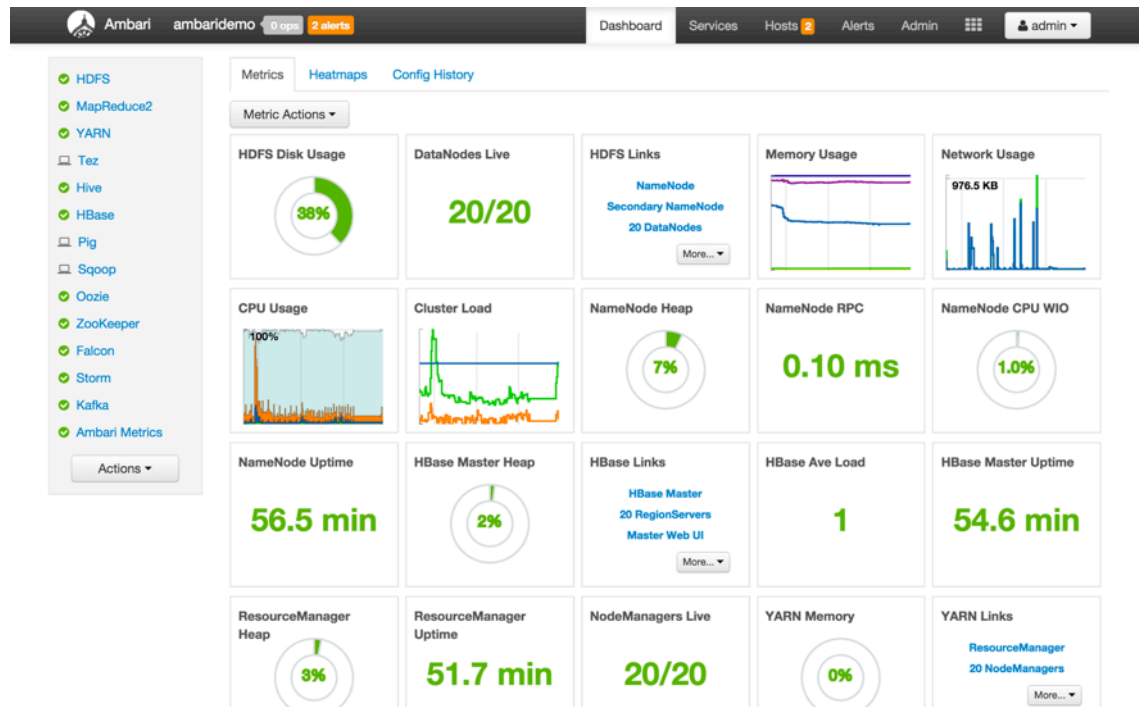 Ambari ambaridemo 0 ops 2 alerts Dashboard Services Hosts 2 Alerts Admin admin
HDFS
MapReduce2
YARN
Tez
Hive
HBase
Pig
Sqoop
Oozie
ZooKeeper
Falcon
Storm
Kafka
Ambari Metrics
Actions
Metrics Heatmaps Config History
Metric Actions
HDFS Disk Usage
38%
DataNodes Live
20/20
HDFS Links
NameNode
Secondary NameNode
20 DataNodes
More...
Memory Usage
Network Usage
976.5 KB
CPU Usage
100%
Cluster Load
NameNode Heap
7%
NameNode RPC
0.10 ms
NameNode CPU WIO
1.0%
NameNode Uptime
56.5 min
HBase Master Heap
2%
HBase Links
HBase Master
20 RegionServers
Master Web UI
More...
HBase Ave Load
1
HBase Master Uptime
54.6 min
ResourceManager
Heap
3%
ResourceManager
Uptime
51.7 min
NodeManagers Live
20/20
YARN Memory
0%
YARN Links
ResourceManager
20 NodeManagers
More...